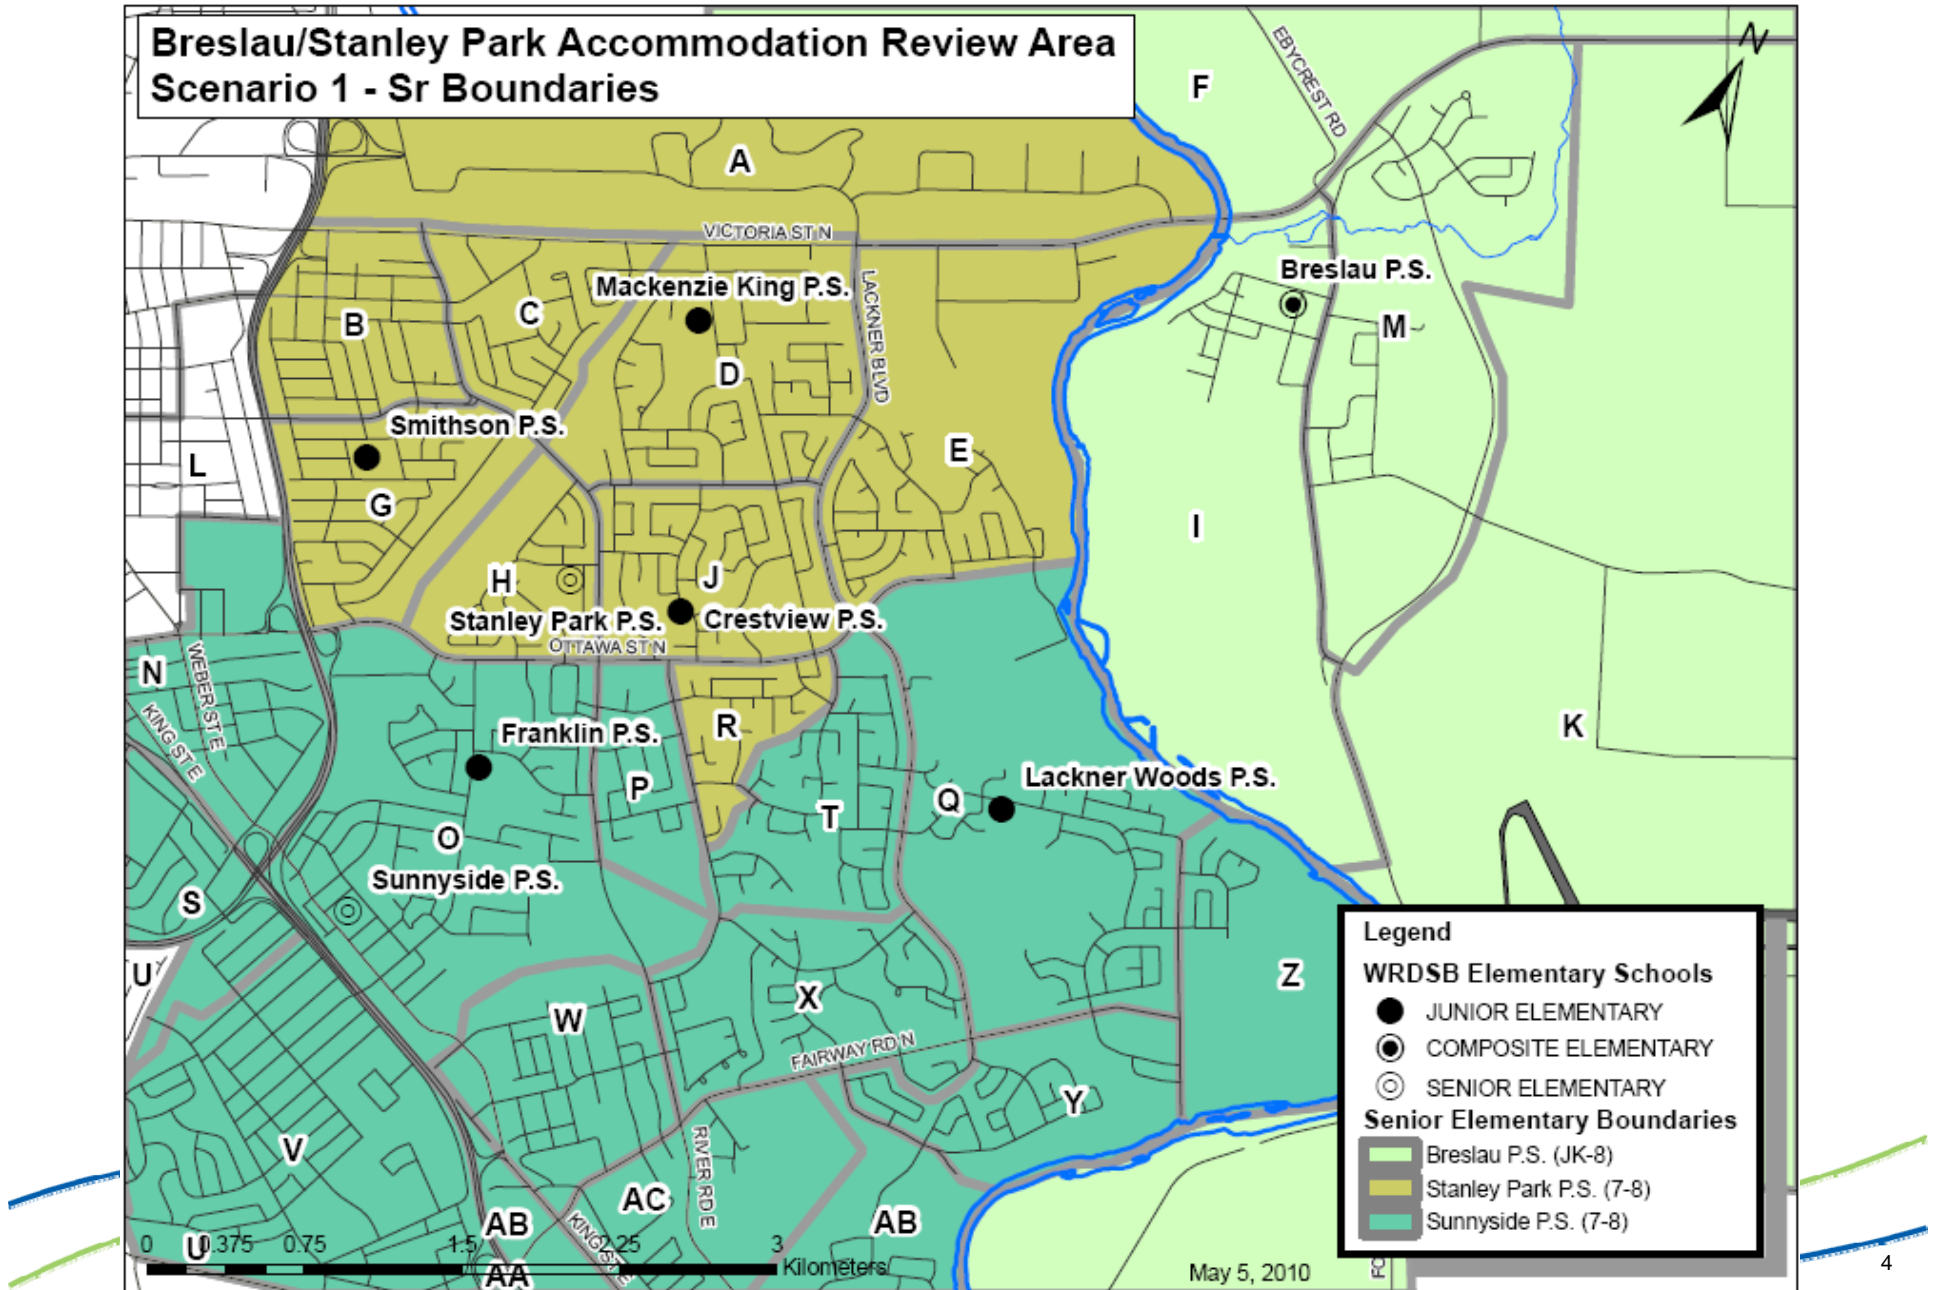 Breslau/Stanley Park Accommodation Review Area
Scenario 1 - Sr Boundaries
N
F
EBYCREST RD
A
VICTORIA ST N
Mackenzie King P.S.
LACKNER BLVD
Breslau P.S.
B
C
D
M
Smithson P.S.
E
L
G
I
H
J
Stanley Park P.S.
Crestview P.S.
OTTAWA ST N
N
WEBER ST E
KING ST E
Franklin P.S.
R
K
P
Lackner Woods P.S.
Q
T
O
Sunnyside P.S.
S
U
Z
X
W
FAIRWAY RD N
Y
V
RIVER RD E
AC
AB
AB
KING ST E
U
AA
0 0.375 0.75 1.5 2.25 3
Kilometers
May 5, 2010
FO
Legend
WRDSB Elementary Schools
JUNIOR ELEMENTARY
COMPOSITE ELEMENTARY
SENIOR ELEMENTARY
Senior Elementary Boundaries
Breslau P.S. (JK-8)
Stanley Park P.S. (7-8)
Sunnyside P.S. (7-8)
4